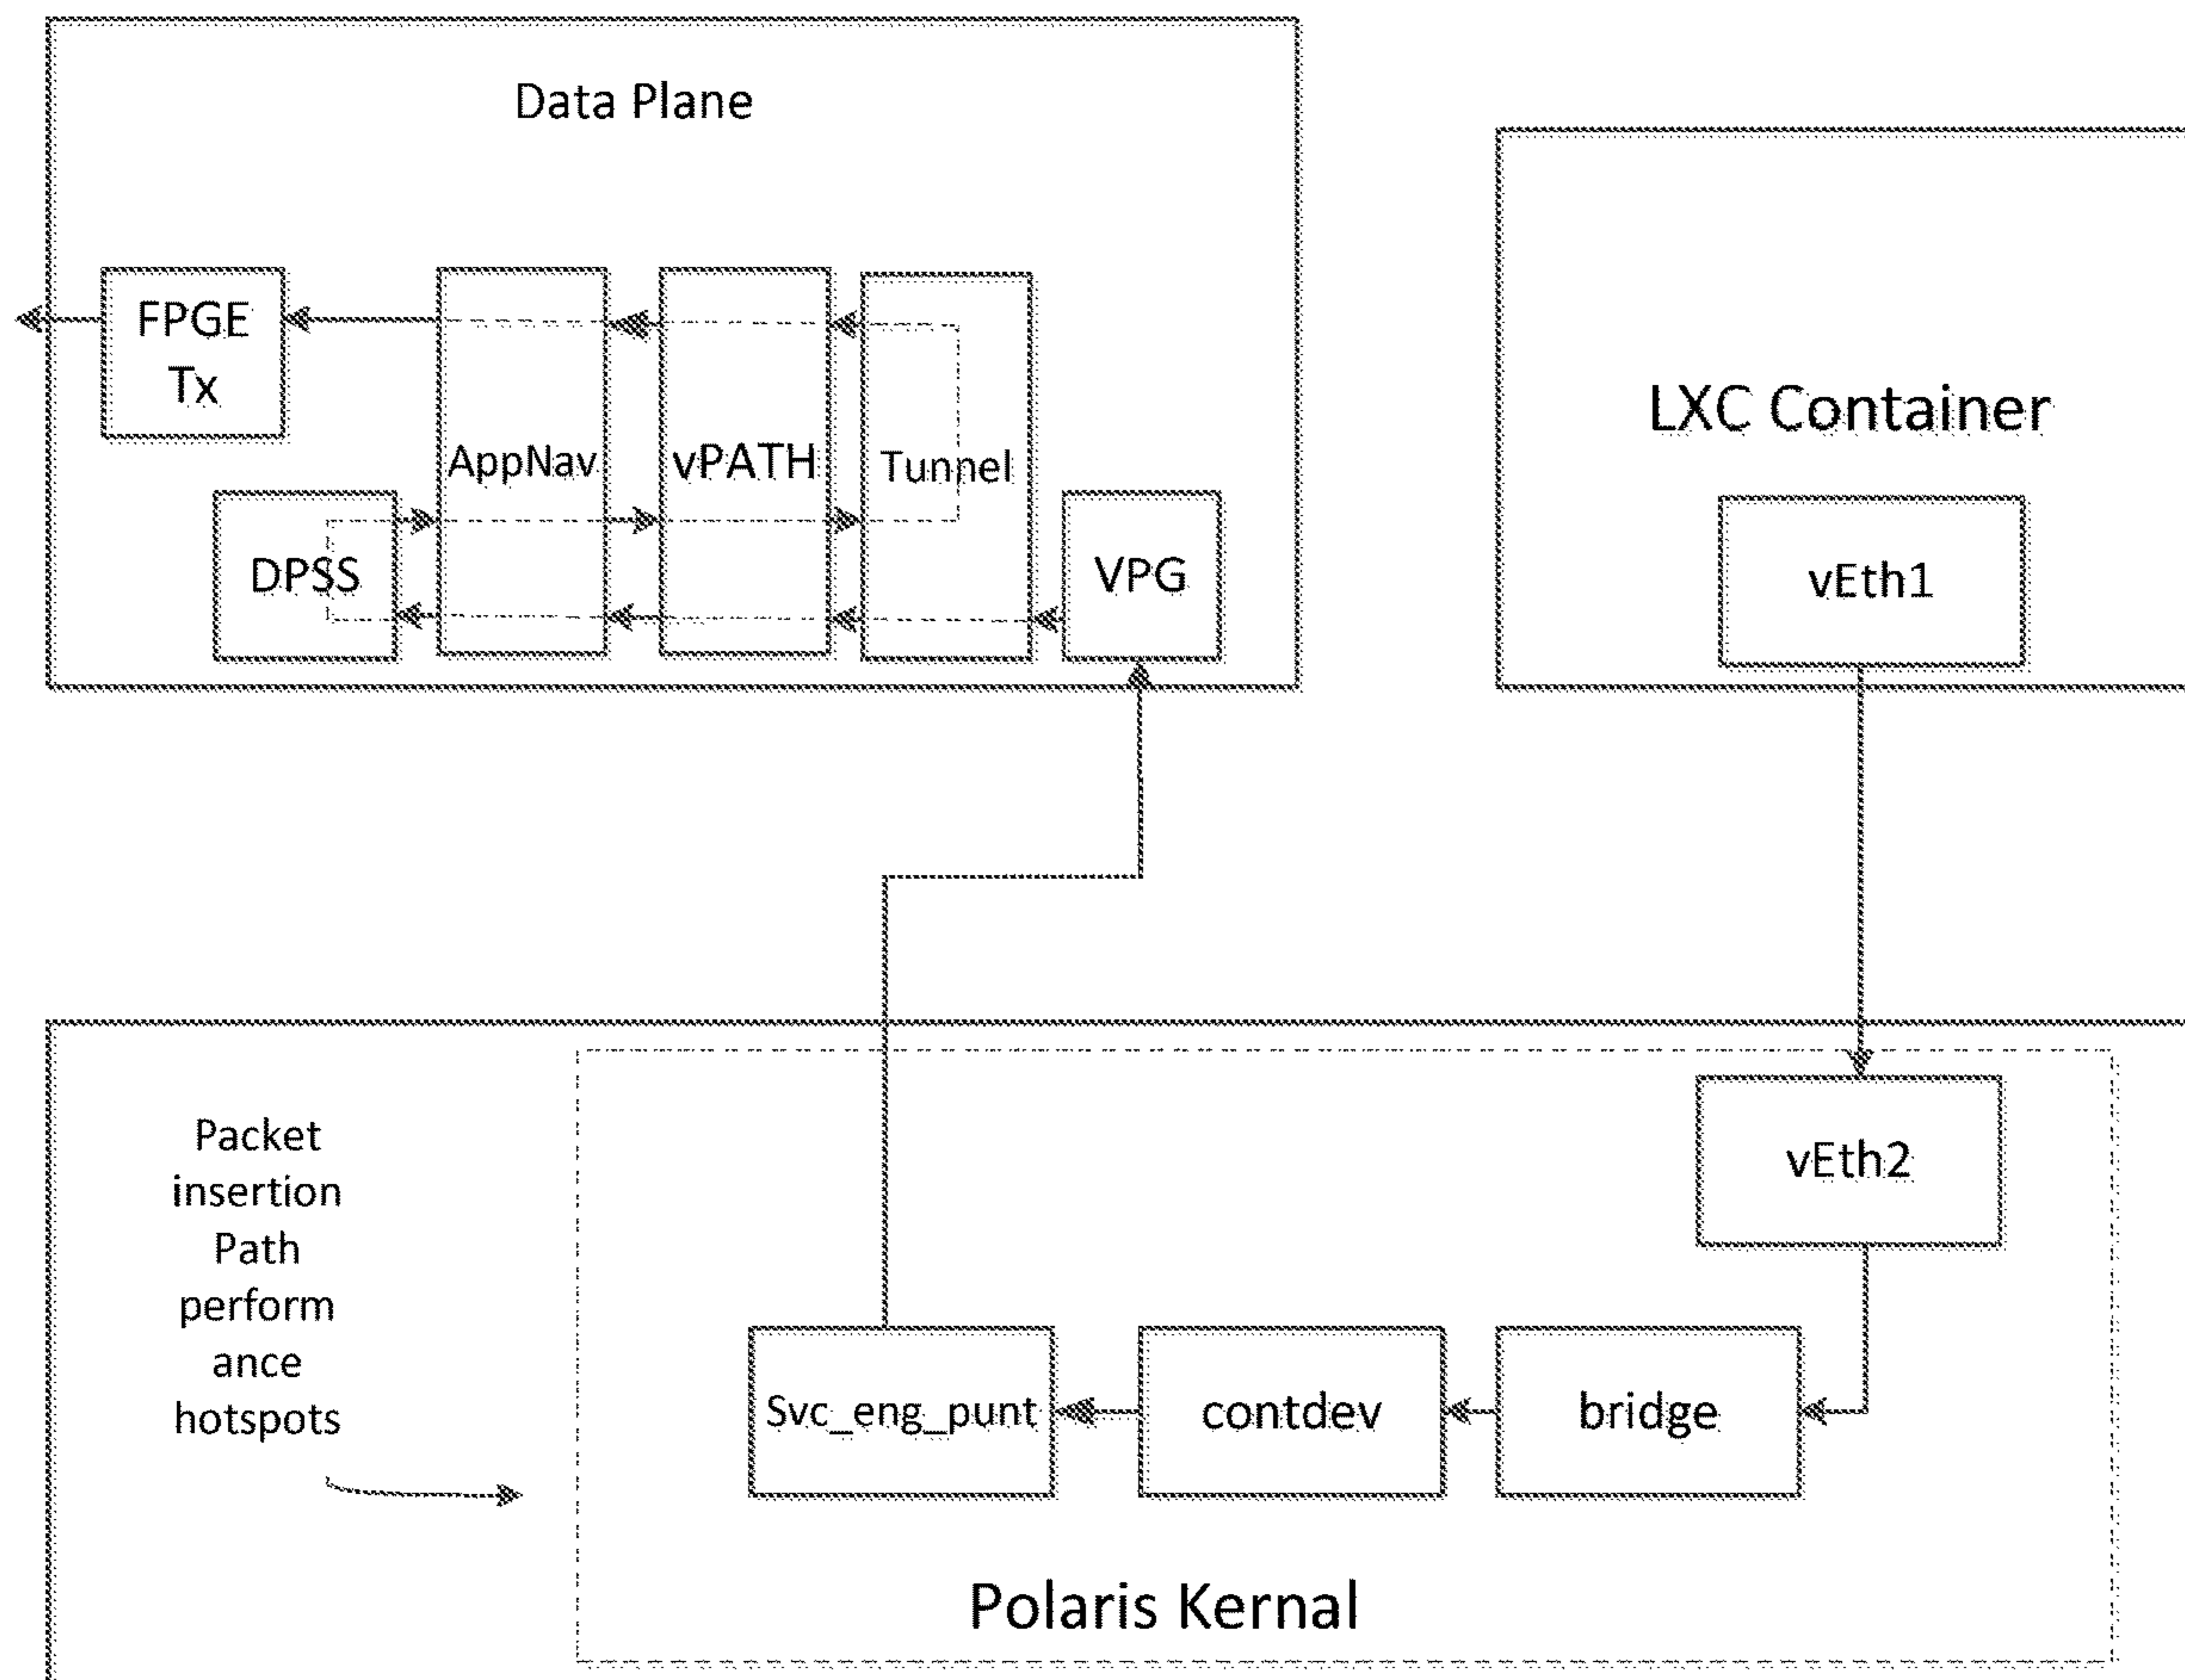 Data Plane
FPGE
Tx
AppNav
vPATH
Tunnel
DPSS
VPG
LXC Container
vEth1
Packet
insertion
Path
perform
ance
hotspots
vEth2
Svc_eng_punt
contdev
bridge
Polaris Kernal